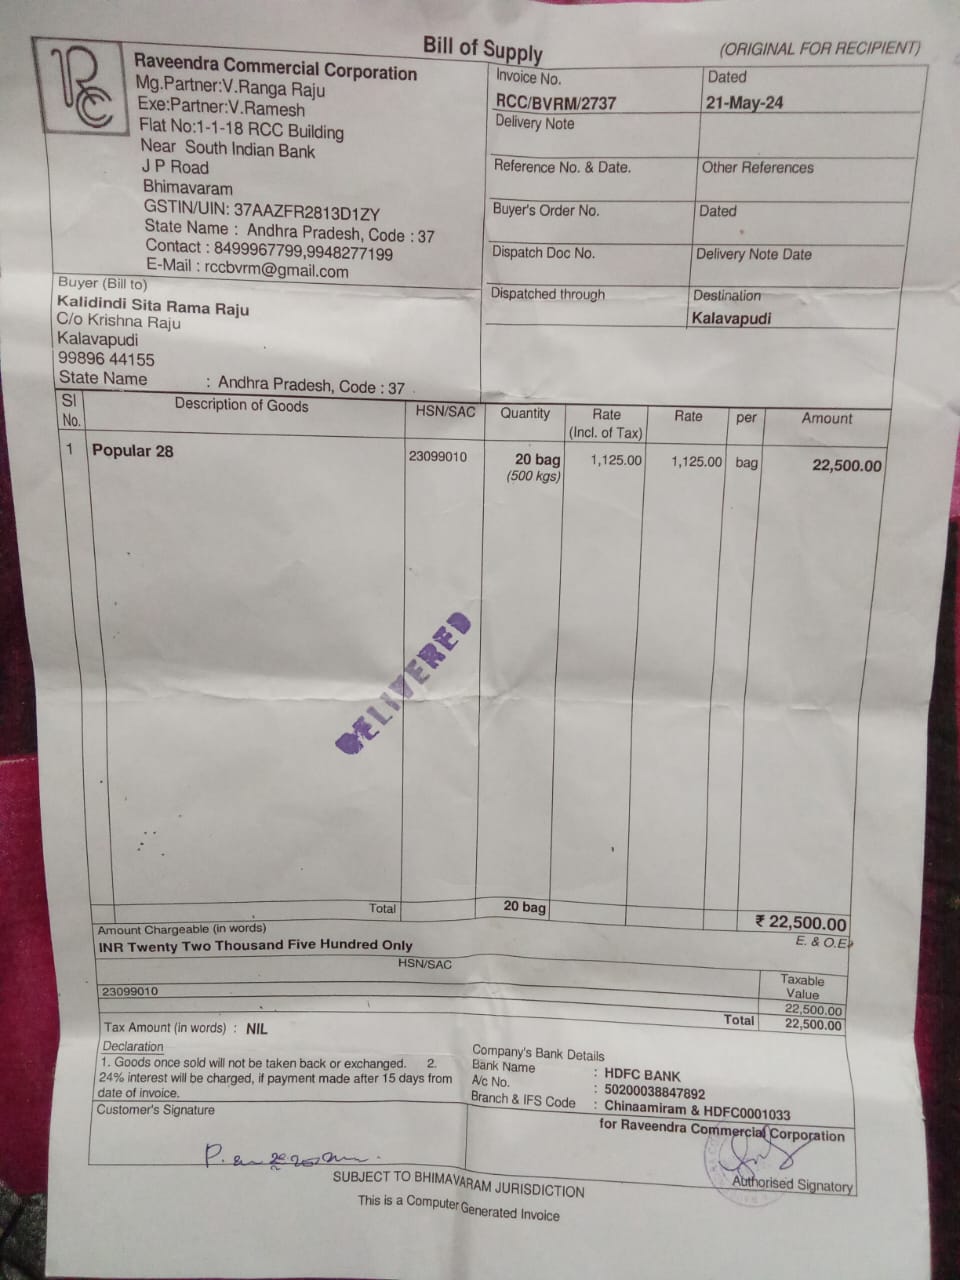 Bill of Supply
(ORIGINAL FOR RECIPIENT)
RCC
Raveendra Commercial Corporation
Mg.Partner:V.Ranga Raju
Exe:Partner:V.Ramesh
Flat No:1-1-18 RCC Building
Near South Indian Bank
J P Road
Bhimavaram
GSTIN/UIN: 37AAZFR2813D1ZY
State Name : Andhra Pradesh, Code : 37
Contact : 8499967799,9948277199
E-Mail : rccbvrm@gmail.com
Invoice No. Dated
RCC/BVRM/2737 21-May-24
Delivery Note
Reference No. & Date. Other References
Buyer's Order No. Dated
Dispatch Doc No. Delivery Note Date
Dispatched through Destination
Kalavapudi
Buyer (Bill to)
Kalidindi Sita Rama Raju
C/o Krishna Raju
Kalavapudi
99896 44155
State Name : Andhra Pradesh, Code : 37
Sl No. Description of Goods HSN/SAC Quantity Rate (Incl. of Tax) Rate per Amount
1 Popular 28 23099010 20 bag 1,125.00 1,125.00 bag 22,500.00
(500 kgs)
DELIVERED
Total 20 bag ₹ 22,500.00
Amount Chargeable (in words) E. & O.E
INR Twenty Two Thousand Five Hundred Only
HSN/SAC Taxable Value
23099010 22,500.00
Total 22,500.00
Tax Amount (in words) : NIL
Declaration
1. Goods once sold will not be taken back or exchanged. 2.
24% interest will be charged, if payment made after 15 days from
date of invoice.
Company's Bank Details
Bank Name : HDFC BANK
A/c No. : 50200038847892
Branch & IFS Code : Chinaamiram & HDFC0001033
Customer's Signature
for Raveendra Commercial Corporation
Authorised Signatory
SUBJECT TO BHIMAVARAM JURISDICTION
This is a Computer Generated Invoice